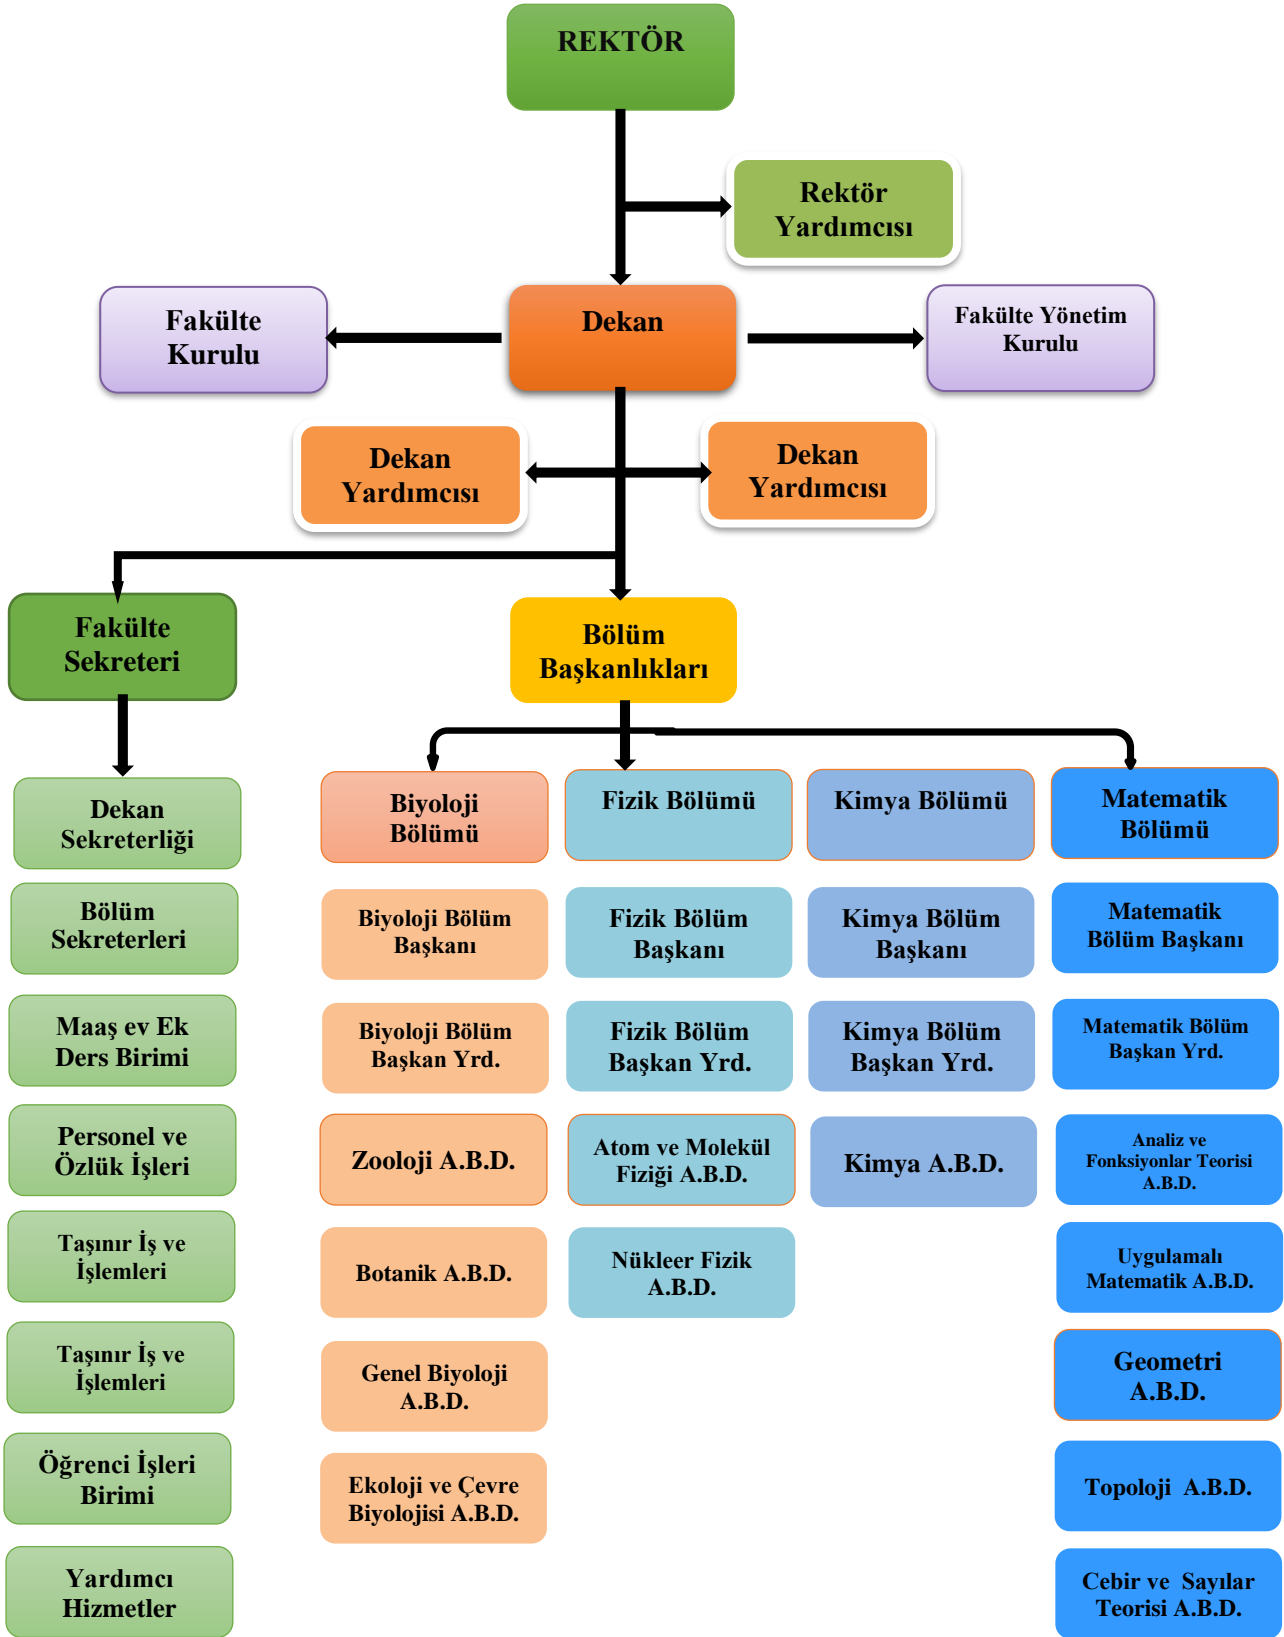 REKTÖR
Rektör
Yardımcısı
Fakülte
Kurulu
Dekan
Fakülte Yönetim
Kurulu
Dekan
Yardımcısı
Dekan
Yardımcısı
Fakülte
Sekreteri
Bölüm
Başkanlıkları
Dekan
Sekreterliği
Bölüm
Sekreterleri
Maaş ev Ek
Ders Birimi
Personel ve
Özlük İşleri
Taşınır İş ve
İşlemleri
Taşınır İş ve
İşlemleri
Öğrenci İşleri
Birimi
Yardımcı
Hizmetler
Biyoloji
Bölümü
Biyoloji Bölüm
Başkanı
Biyoloji Bölüm
Başkan Yrd.
Zooloji A.B.D.
Botanik A.B.D.
Genel Biyoloji
A.B.D.
Ekoloji ve Çevre
Biyolojisi A.B.D.
Fizik Bölümü
Fizik Bölüm
Başkanı
Fizik Bölüm
Başkan Yrd.
Atom ve Molekül
Fiziği A.B.D.
Nükleer Fizik
A.B.D.
Kimya Bölümü
Kimya Bölüm
Başkanı
Kimya Bölüm
Başkan Yrd.
Kimya A.B.D.
Matematik
Bölümü
Matematik
Bölüm Başkanı
Matematik Bölüm
Başkan Yrd.
Analiz ve
Fonksiyonlar Teorisi
A.B.D.
Uygulamalı
Matematik A.B.D.
Geometri
A.B.D.
Topoloji  A.B.D.
Cebir ve  Sayılar
Teorisi A.B.D.